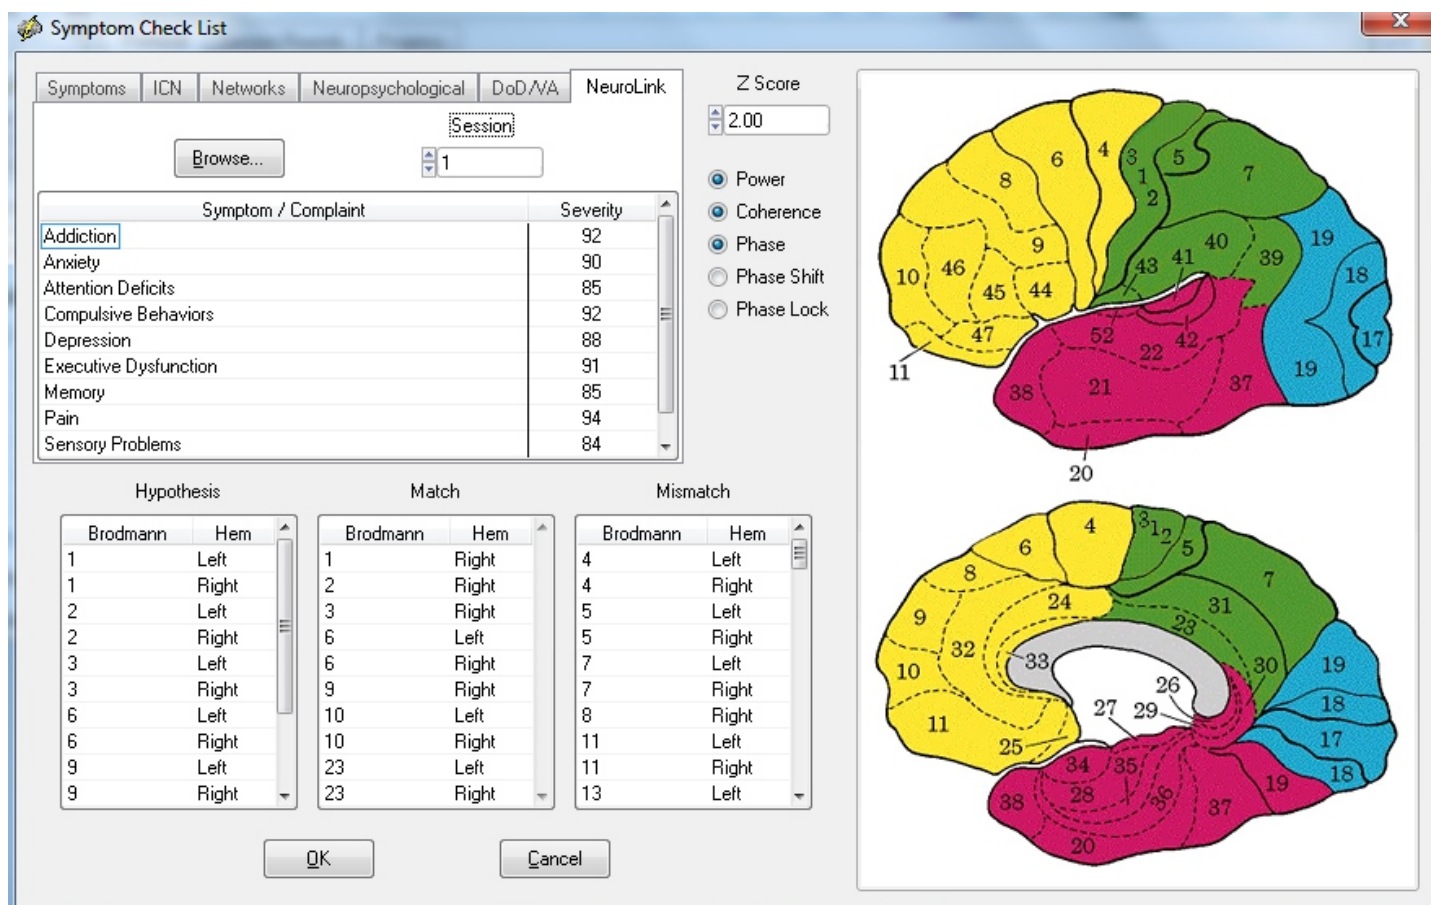 Symptom Check List
X
Symptoms ICN Networks Neuropsychological DoD/VA NeuroLink
Browse...
Session
1
Symptom / Complaint Severity
Addiction 92
Anxiety 90
Attention Deficits 85
Compulsive Behaviors 92
Depression 88
Executive Dysfunction 91
Memory 85
Pain 94
Sensory Problems 84
Z Score
2.00
Power
Coherence
Phase
Phase Shift
Phase Lock
Hypothesis
Brodmann Hem
1 Left
1 Right
2 Left
2 Right
3 Left
3 Right
6 Left
6 Right
9 Left
9 Right
Match
Brodmann Hem
1 Right
2 Right
3 Right
6 Left
6 Right
9 Right
10 Left
10 Right
23 Left
23 Right
Mismatch
Brodmann Hem
4 Left
4 Right
5 Left
5 Right
7 Left
7 Right
8 Right
11 Left
11 Right
13 Left
OK Cancel
6 4 3 5
8 1 7
2
9 40 19
10 46 43 41 39 18
45 44
47 52 42 17
11 22
38 21 37 19
20
4 3 1 2
6 5
8 7
24 31
9 23
32
33 30 19
10 26
27 29 18
11 17
25
34 35 18
28 36 19
38 37
20